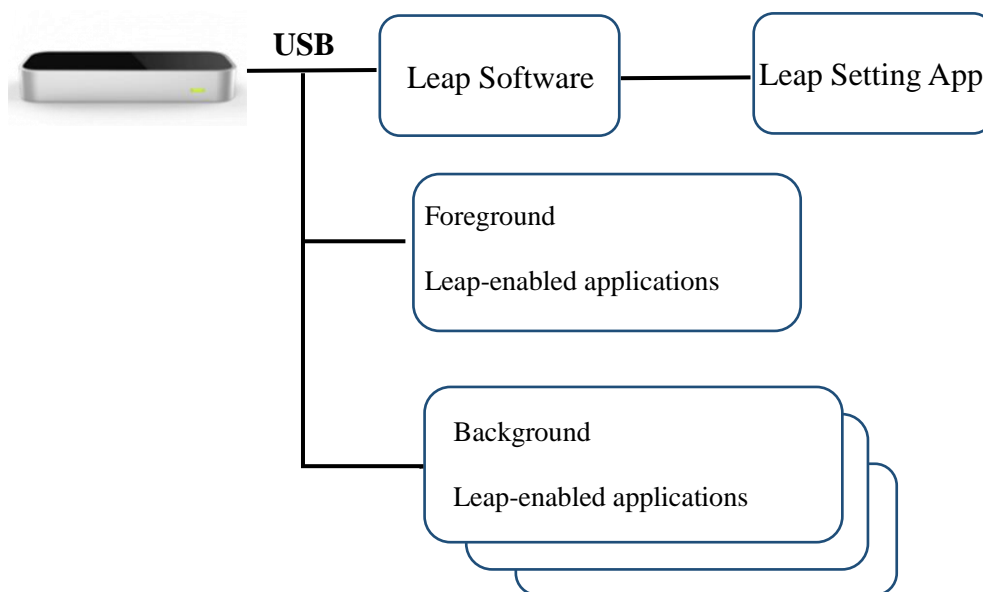 USB
Leap Software
Leap Setting App
Foreground
Leap-enabled applications
Background
Leap-enabled applications